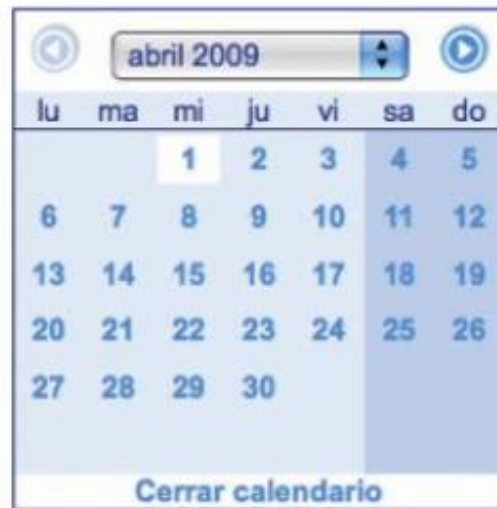 abril 2009
lu ma mi ju vi sa do
1 2 3 4 5
6 7 8 9 10 11 12
13 14 15 16 17 18 19
20 21 22 23 24 25 26
27 28 29 30
Cerrar calendario